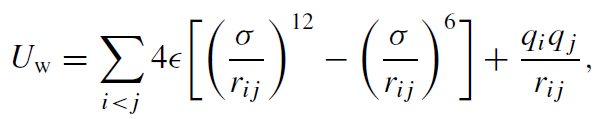 U_w = \sum_{i<j} 4\epsilon \left[ \left( \frac{\sigma}{r_{ij}} \right)^{12} - \left( \frac{\sigma}{r_{ij}} \right)^{6} \right] + \frac{q_i q_j}{r_{ij}},